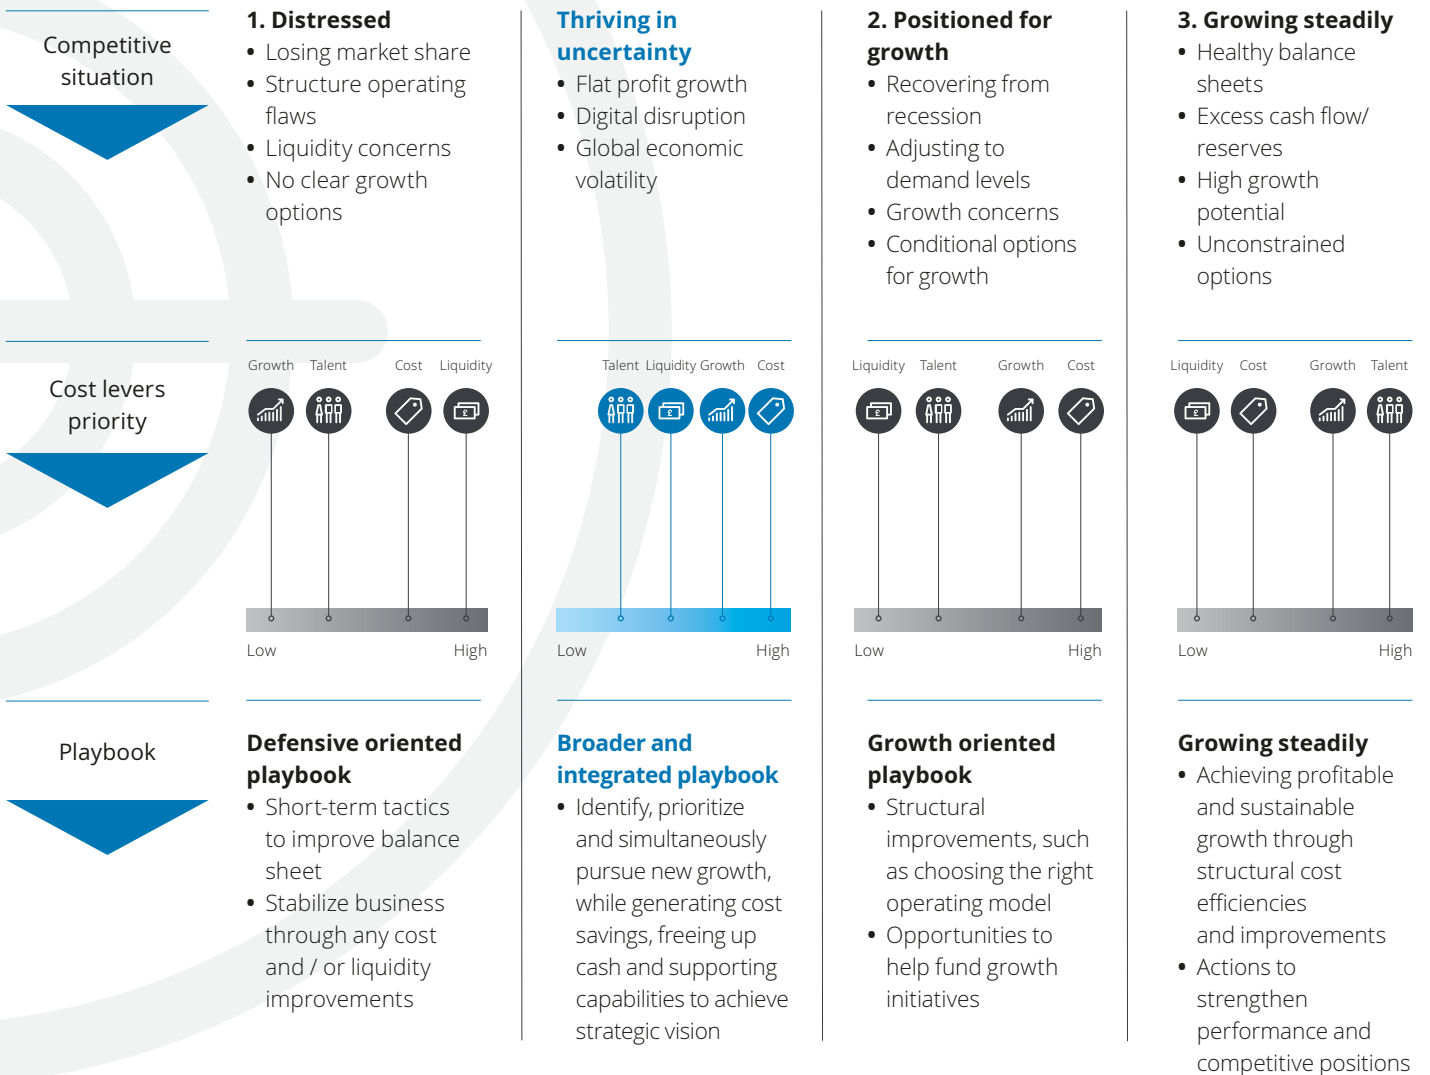 Competitive
situation
1. Distressed
• Losing market share
• Structure operating
flaws
• Liquidity concerns
• No clear growth
options
Thriving in
uncertainty
• Flat profit growth
• Digital disruption
• Global economic
volatility
2. Positioned for
growth
• Recovering from
recession
• Adjusting to
demand levels
• Growth concerns
• Conditional options
for growth
3. Growing steadily
• Healthy balance
sheets
• Excess cash flow/
reserves
• High growth
potential
• Unconstrained
options
Cost levers
priority
Growth Talent Cost Liquidity
£
Low High
Talent Liquidity Growth Cost
£
Low High
Liquidity Talent Growth Cost
£
Low High
Liquidity Cost Growth Talent
£
Low High
Playbook
Defensive oriented
playbook
• Short-term tactics
to improve balance
sheet
• Stabilize business
through any cost
and / or liquidity
improvements
Broader and
integrated playbook
• Identify, prioritize
and simultaneously
pursue new growth,
while generating cost
savings, freeing up
cash and supporting
capabilities to achieve
strategic vision
Growth oriented
playbook
• Structural
improvements, such
as choosing the right
operating model
• Opportunities to
help fund growth
initiatives
Growing steadily
• Achieving profitable
and sustainable
growth through
structural cost
efficiencies
and improvements
• Actions to
strengthen
performance and
competitive positions